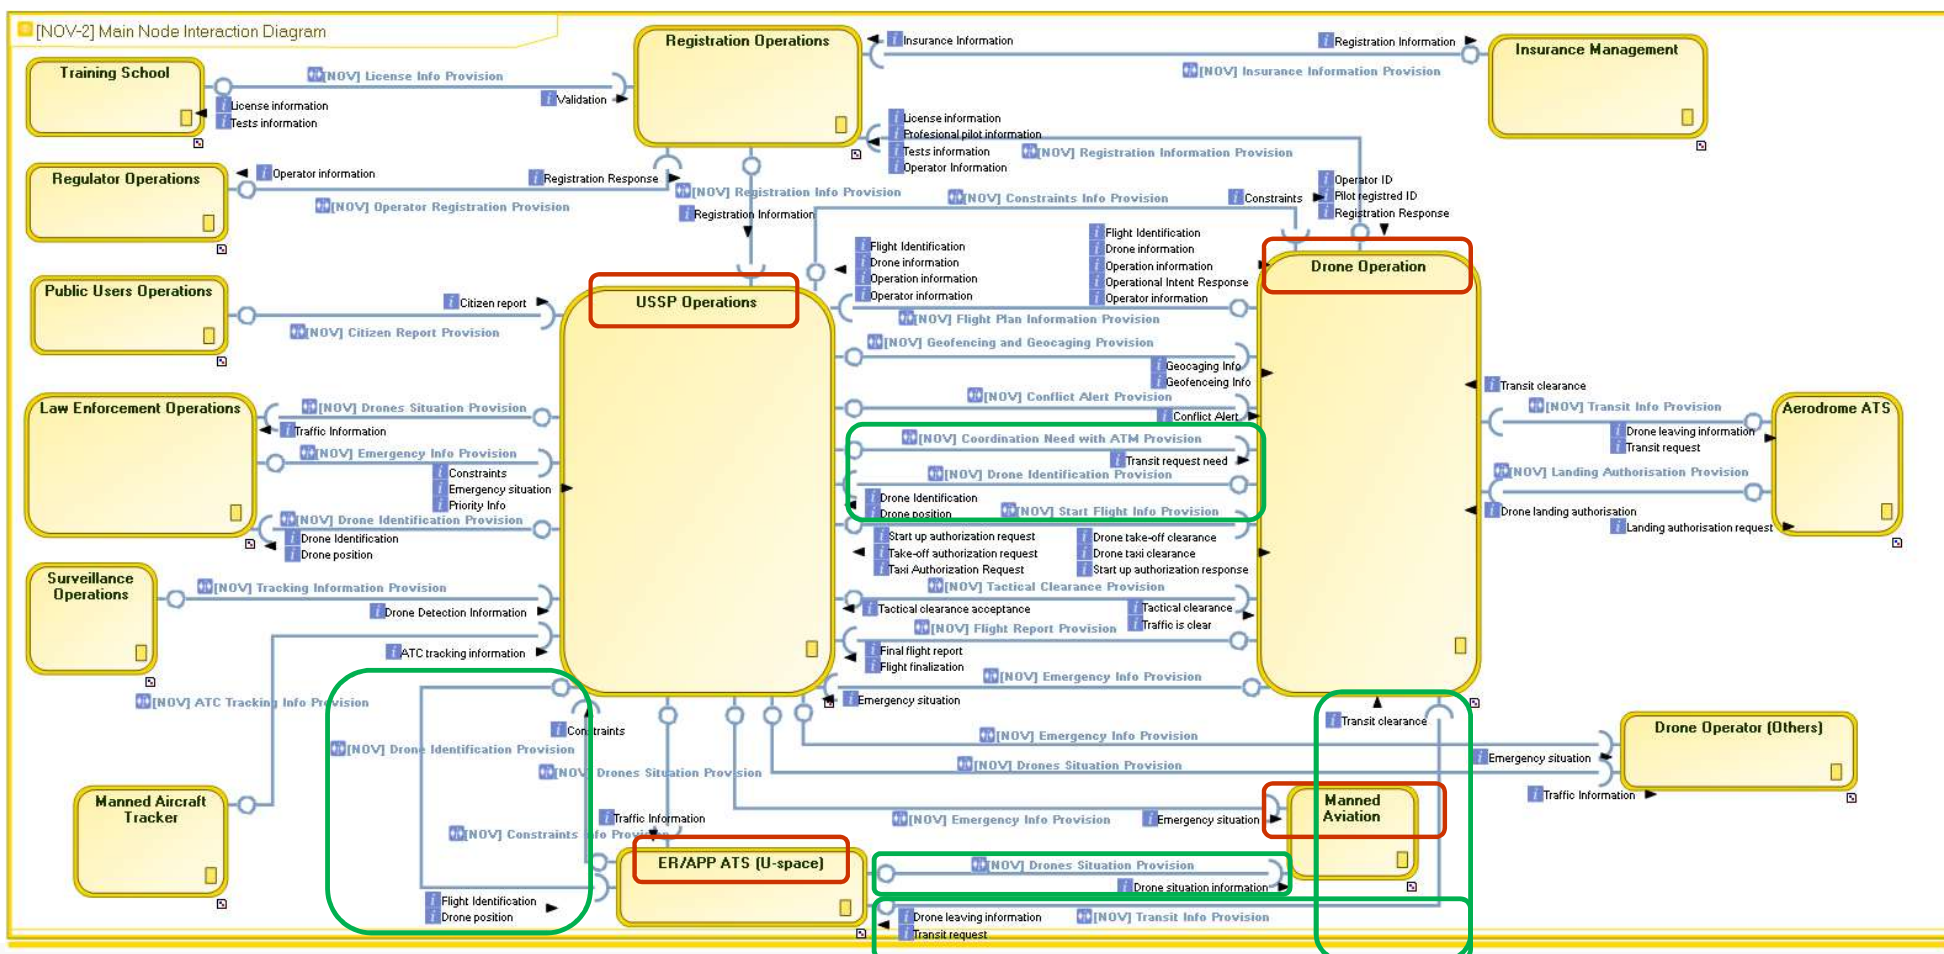 [NOV-2] Main Node Interaction Diagram
Registration Operations
Insurance Information
Registration Information
Insurance Management
[NOV] Insurance Information Provision
Training School
[NOV] License Info Provision
Validation
License information
Tests information
License information
Profesional pilot information
Tests information
Operator Information
[NOV] Registration Information Provision
Regulator Operations
Operator information
Registration Response
[NOV] Operator Registration Provision
[NOV] Registration Info Provision
Registration Information
[NOV] Constraints Info Provision
Constraints
Operator ID
Pilot registred ID
Registration Response
Public Users Operations
Citizen report
[NOV] Citizen Report Provision
USSP Operations
Drone Operation
Flight Identification
Drone information
Operation information
Operator information
Flight Identification
Drone information
Operation information
Operational Intent Response
Operator information
[NOV] Flight Plan Information Provision
[NOV] Geofencing and Geocaging Provision
Geocaging Info
Geofenceing Info
[NOV] Conflict Alert Provision
Conflict Alert
[NOV] Coordination Need with ATM Provision
Transit request need
[NOV] Drone Identification Provision
Drone Identification
Drone position
[NOV] Start Flight Info Provision
Start up authorization request
Take-off authorization request
Taxi Authorization Request
Drone take-off clearance
Drone taxi clearance
Start up authorization response
[NOV] Tactical Clearance Provision
Tactical clearance acceptance
Tactical clearance
Traffic is clear
[NOV] Flight Report Provision
Final flight report
Flight finalization
[NOV] Emergency Info Provision
Emergency situation
Law Enforcement Operations
[NOV] Drones Situation Provision
Traffic Information
[NOV] Emergency Info Provision
Constraints
Emergency situation
Priority Info
[NOV] Drone Identification Provision
Drone Identification
Drone position
Transit clearance
[NOV] Transit Info Provision
Aerodrome ATS
Drone leaving information
Transit request
[NOV] Landing Authorisation Provision
Drone landing authorisation
Landing authorisation request
Surveillance
Operations
[NOV] Tracking Information Provision
Drone Detection Information
ATC tracking information
[NOV] ATC Tracking Info Provision
Constraints
[NOV] Drone Identification Provision
[NOV] Drones Situation Provision
Transit clearance
[NOV] Emergency Info Provision
[NOV] Drones Situation Provision
Drone Operator (Others)
Emergency situation
Traffic Information
Manned Aircraft
Tracker
Traffic Information
[NOV] Constraints Info Provision
[NOV] Emergency Info Provision
Emergency situation
Manned
Aviation
ER/APP ATS (U-space)
[NOV] Drones Situation Provision
Drone situation information
Flight Identification
Drone position
Drone leaving information
Transit request
[NOV] Transit Info Provision